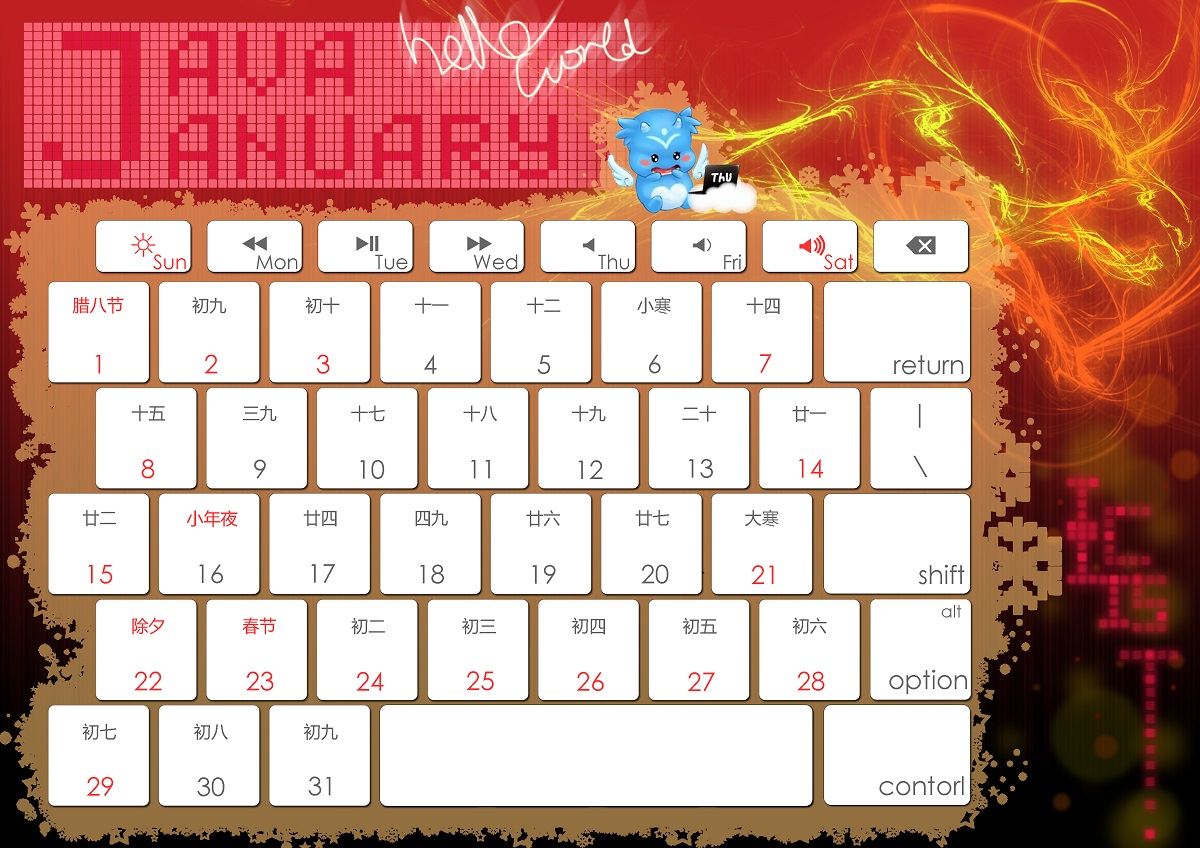 hello
world
JAVA
JANUARY
Thu
Sun Mon Tue Wed Thu Fri Sat
腊八节 初九 初十 十一 十二 小寒 十四
1 2 3 4 5 6 7 return
十五 三九 十七 十八 十九 二十 廿一 |
8 9 10 11 12 13 14 \
廿二 小年夜 廿四 四九 廿六 廿七 大寒
15 16 17 18 19 20 21 shift
除夕 春节 初二 初三 初四 初五 初六 alt
22 23 24 25 26 27 28 option
初七 初八 初九
29 30 31 contorl